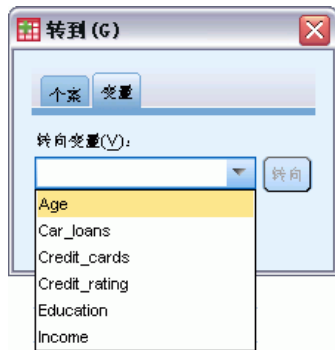 转到(G)
个案 变量
转向变量(V):
转向
Age
Car_loans
Credit_cards
Credit_rating
Education
Income